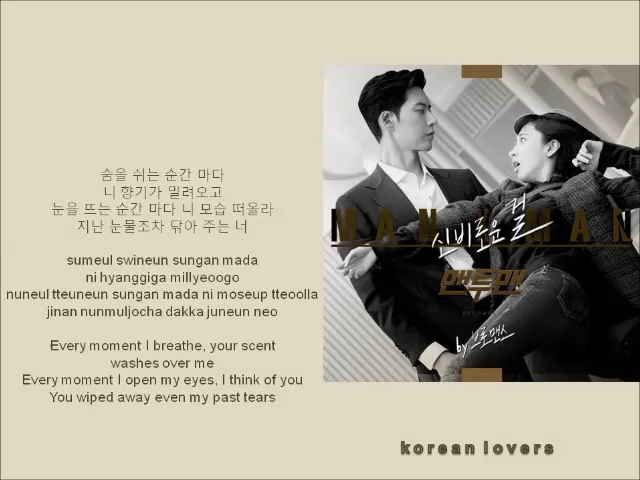 숨을 쉬는 순간 마다
니 향기가 밀려오고
눈을 뜨는 순간 마다 니 모습 떠올라
지난 눈물조차 닦아 주는 너
sumeul swineun sungan mada
ni hyanggiga millyeoogo
nuneul tteuneun sungan mada ni moseup tteoolla
jinan nunmuljocha dakka juneun neo
Every moment I breathe, your scent
washes over me
Every moment I open my eyes, I think of you
You wiped away even my past tears
MAN MAN
신비로운 걸
맨투맨
by 브로맨스
korean lovers